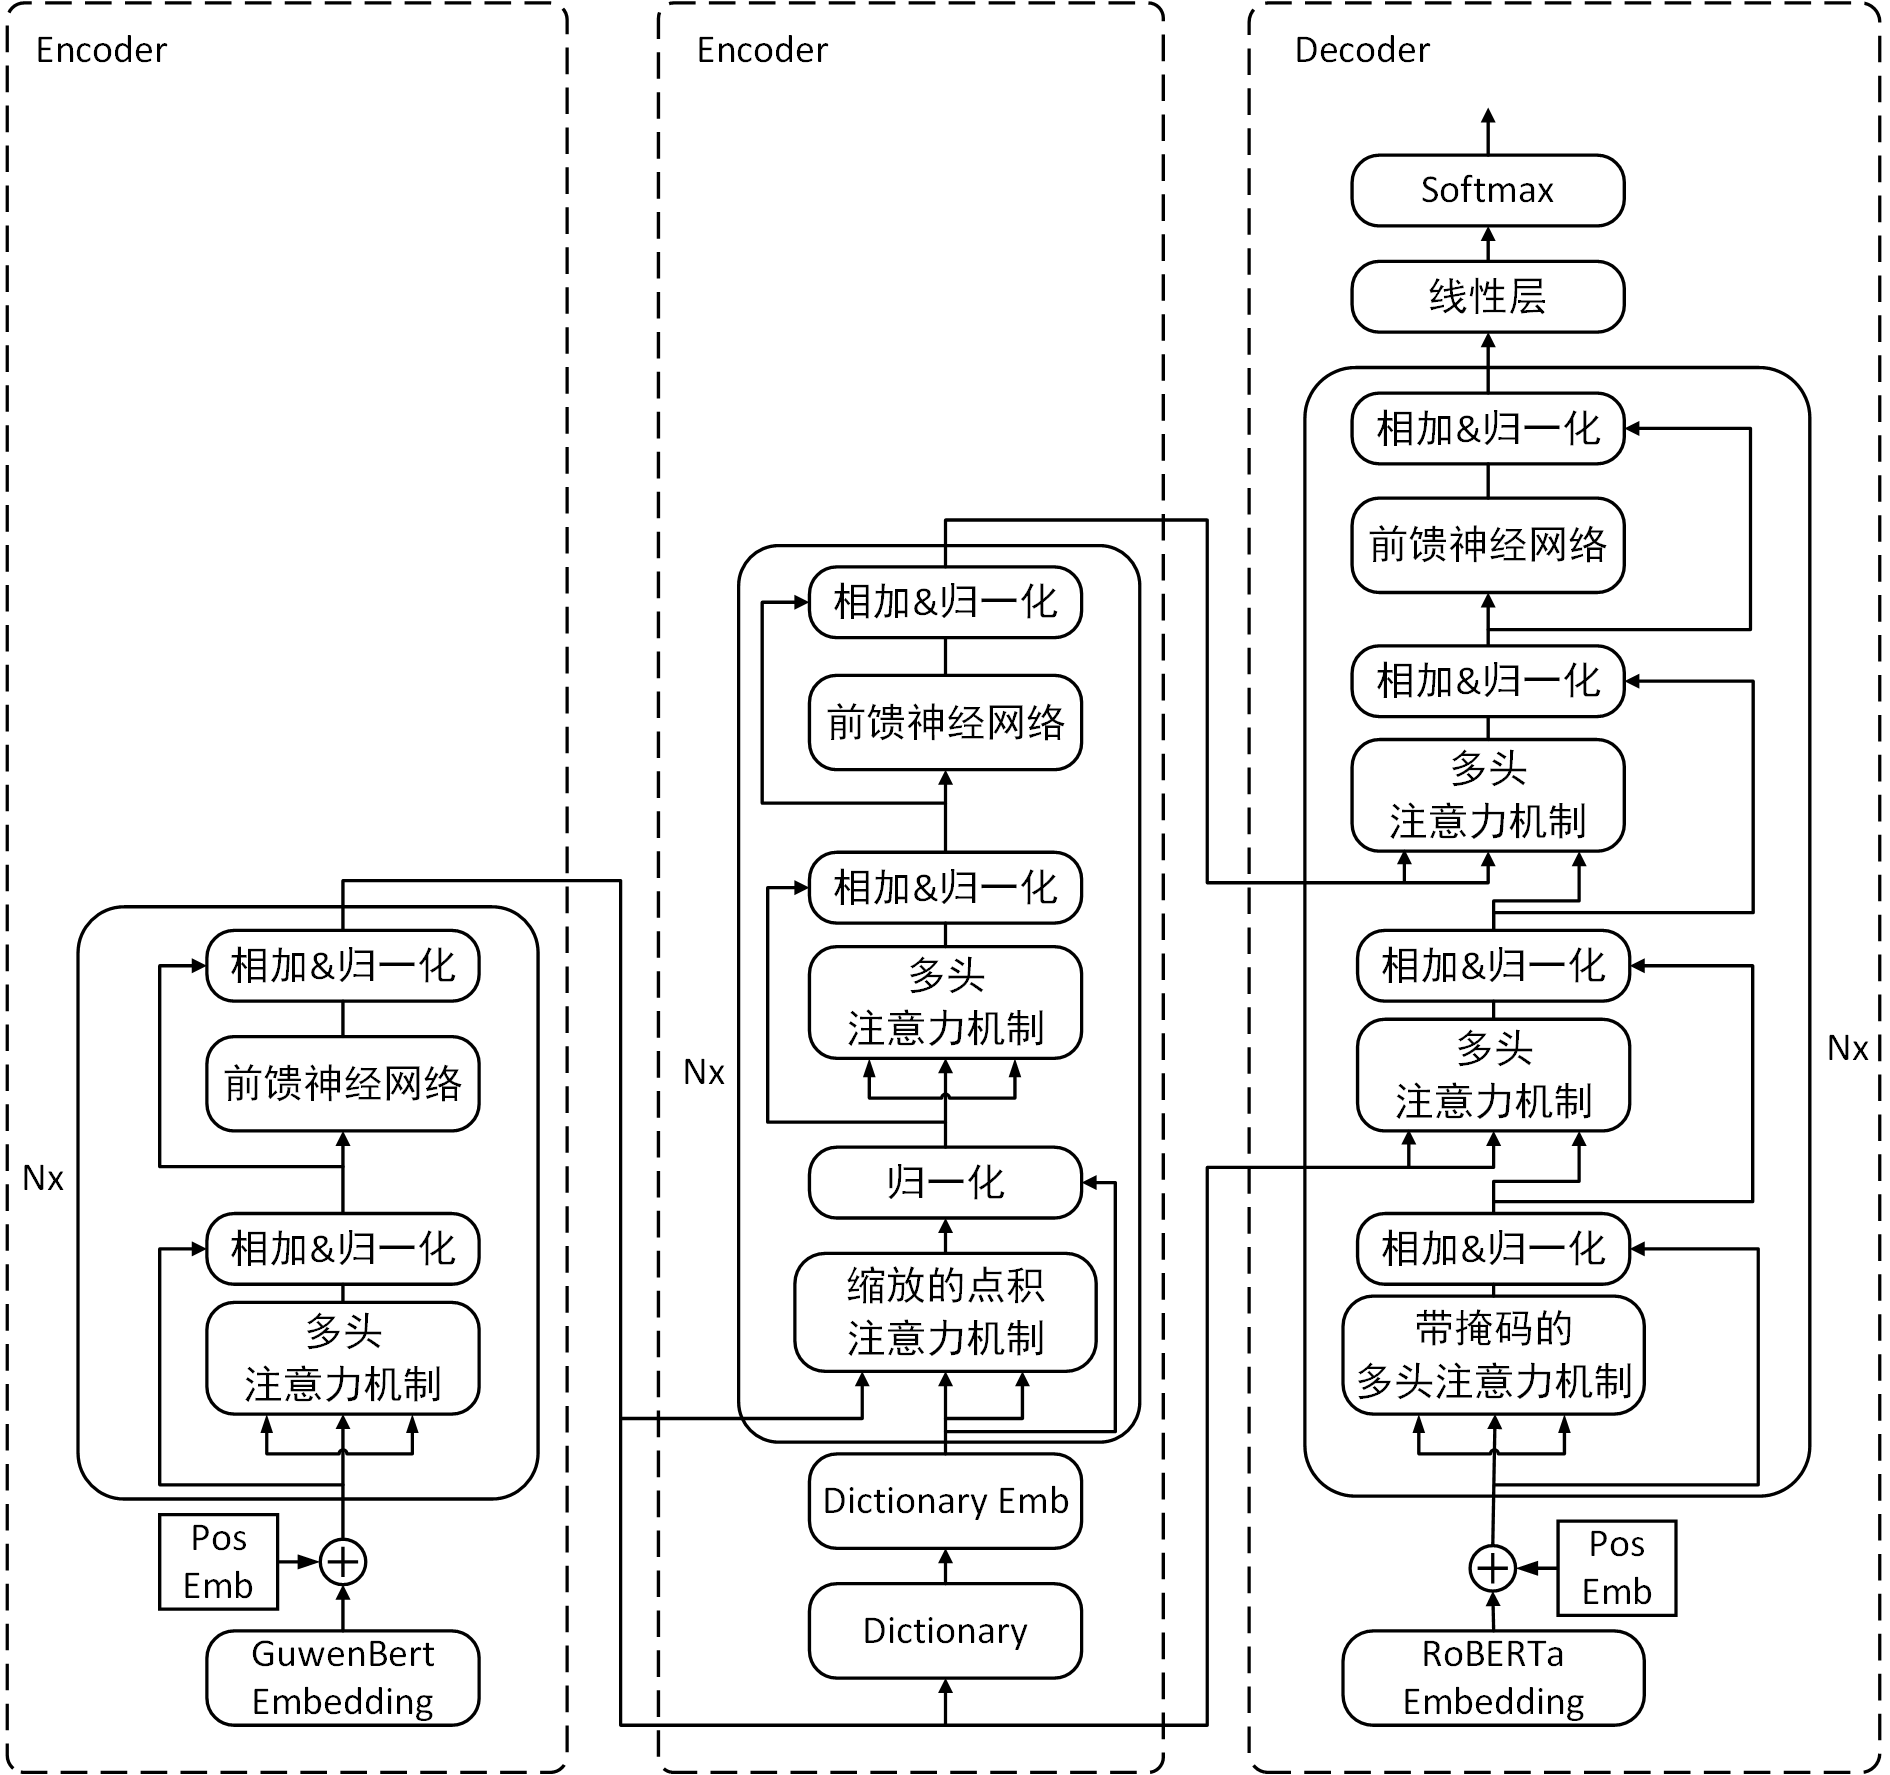 Encoder
相加&归一化
前馈神经网络
Nx
相加&归一化
多头
注意力机制
Pos
Emb
GuwenBert
Embedding
Encoder
相加&归一化
前馈神经网络
相加&归一化
多头
注意力机制
Nx
归一化
缩放的点积
注意力机制
Dictionary Emb
Dictionary
Decoder
Softmax
线性层
相加&归一化
前馈神经网络
相加&归一化
多头
注意力机制
相加&归一化
多头
注意力机制
Nx
相加&归一化
带掩码的
多头注意力机制
Pos
Emb
RoBERTa
Embedding